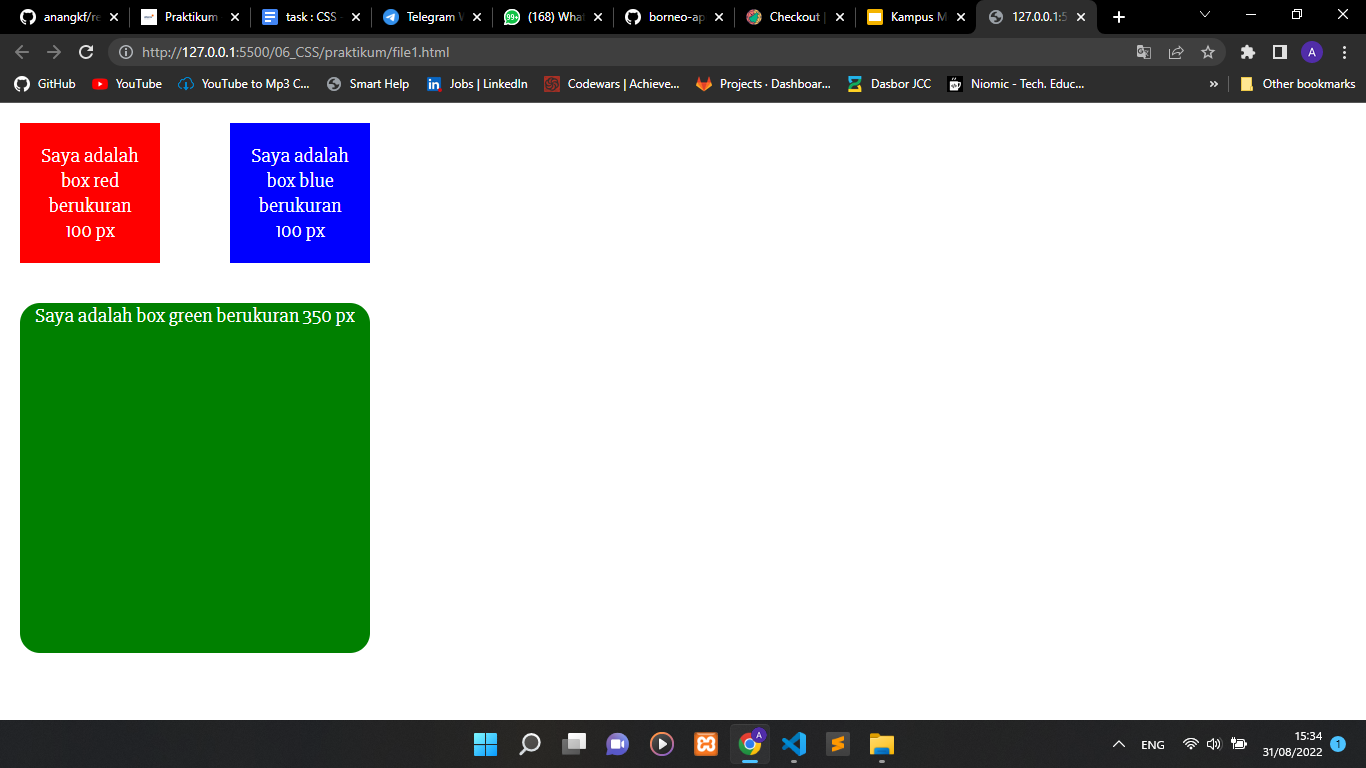 anangkf/re
Praktikum
task : CSS -
Telegram W
(168) What
borneo-ap
Checkout |
Kampus M
127.0.0.1:5
http://127.0.0.1:5500/06_CSS/praktikum/file1.html
A
GitHub
YouTube
YouTube to Mp3 C...
Smart Help
Jobs | LinkedIn
Codewars | Achieve...
Projects · Dashboar...
Dasbor JCC
Niomic - Tech. Educ...
»
Other bookmarks
Saya adalah
box red
berukuran
100 px
Saya adalah
box blue
berukuran
100 px
Saya adalah box green berukuran 350 px
ENG
15:34
31/08/2022
1